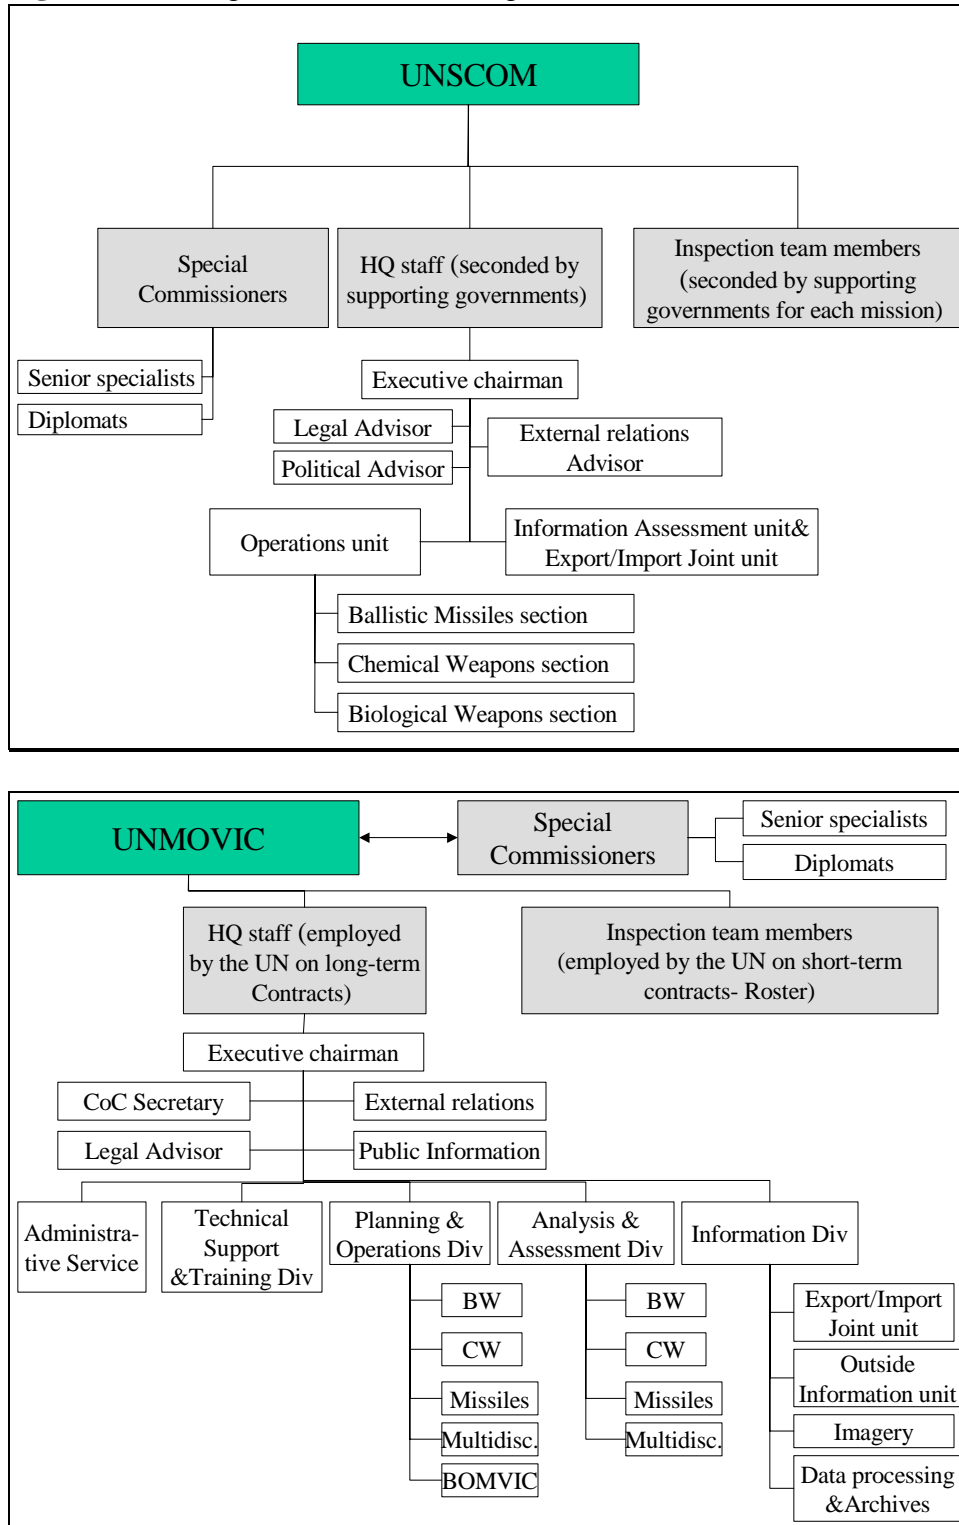 UNSCOM
Special
Commissioners
HQ staff (seconded by
supporting governments)
Inspection team members
(seconded by supporting
governments for each mission)
Senior specialists
Diplomats
Executive chairman
Legal Advisor
Political Advisor
External relations
Advisor
Operations unit
Information Assessment unit&
Export/Import Joint unit
Ballistic Missiles section
Chemical Weapons section
Biological Weapons section
UNMOVIC
Special
Commissioners
Senior specialists
Diplomats
HQ staff (employed
by the UN on long-term
Contracts)
Inspection team members
(employed by the UN on short-term
contracts- Roster)
Executive chairman
CoC Secretary
External relations
Legal Advisor
Public Information
Administra-
tive Service
Technical
Support
&Training Div
Planning &
Operations Div
Analysis &
Assessment Div
Information Div
BW
CW
Missiles
Multidisc.
BOMVIC
BW
CW
Missiles
Multidisc.
Export/Import
Joint unit
Outside
Information unit
Imagery
Data processing
&Archives